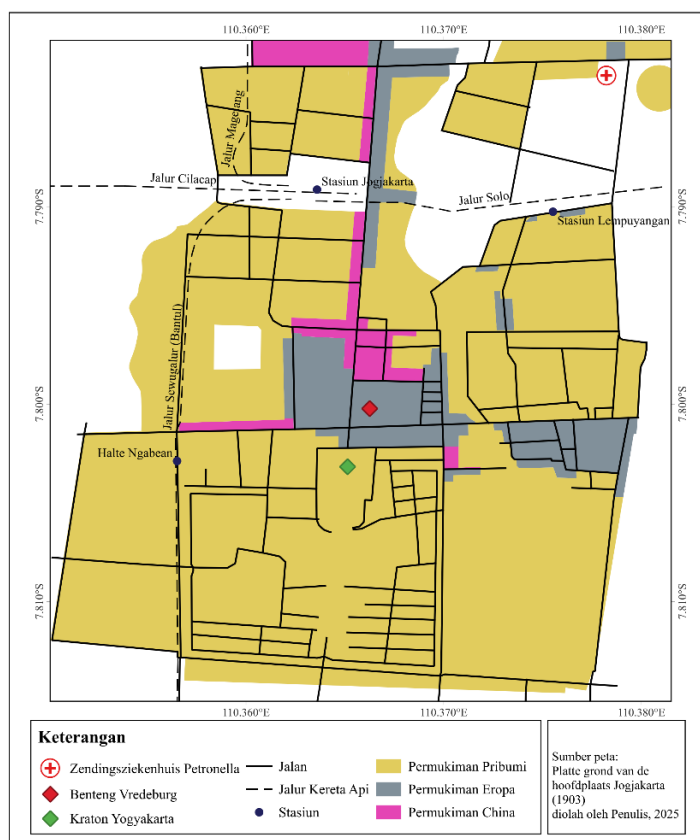 110.360°E 110.370°E 110.380°E
Jalur Magelang
Jalur Cilacap
Stasiun Jogjakarta
Jalur Solo
Stasiun Lempuyangan
7.790°S 7.790°S
Jalur Sewugalur (Bantul)
7.800°S 7.800°S
Halte Ngabean
7.810°S 7.810°S
110.360°E 110.370°E 110.380°E
Keterangan
Zendingsziekenhuis Petronella
Benteng Vredeburg
Kraton Yogyakarta
Jalan
Jalur Kereta Api
Stasiun
Permukiman Pribumi
Permukiman Eropa
Permukiman China
Sumber peta:
Platte grond van de
hoofdplaats Jogjakarta
(1903)
diolah oleh Penulis, 2025